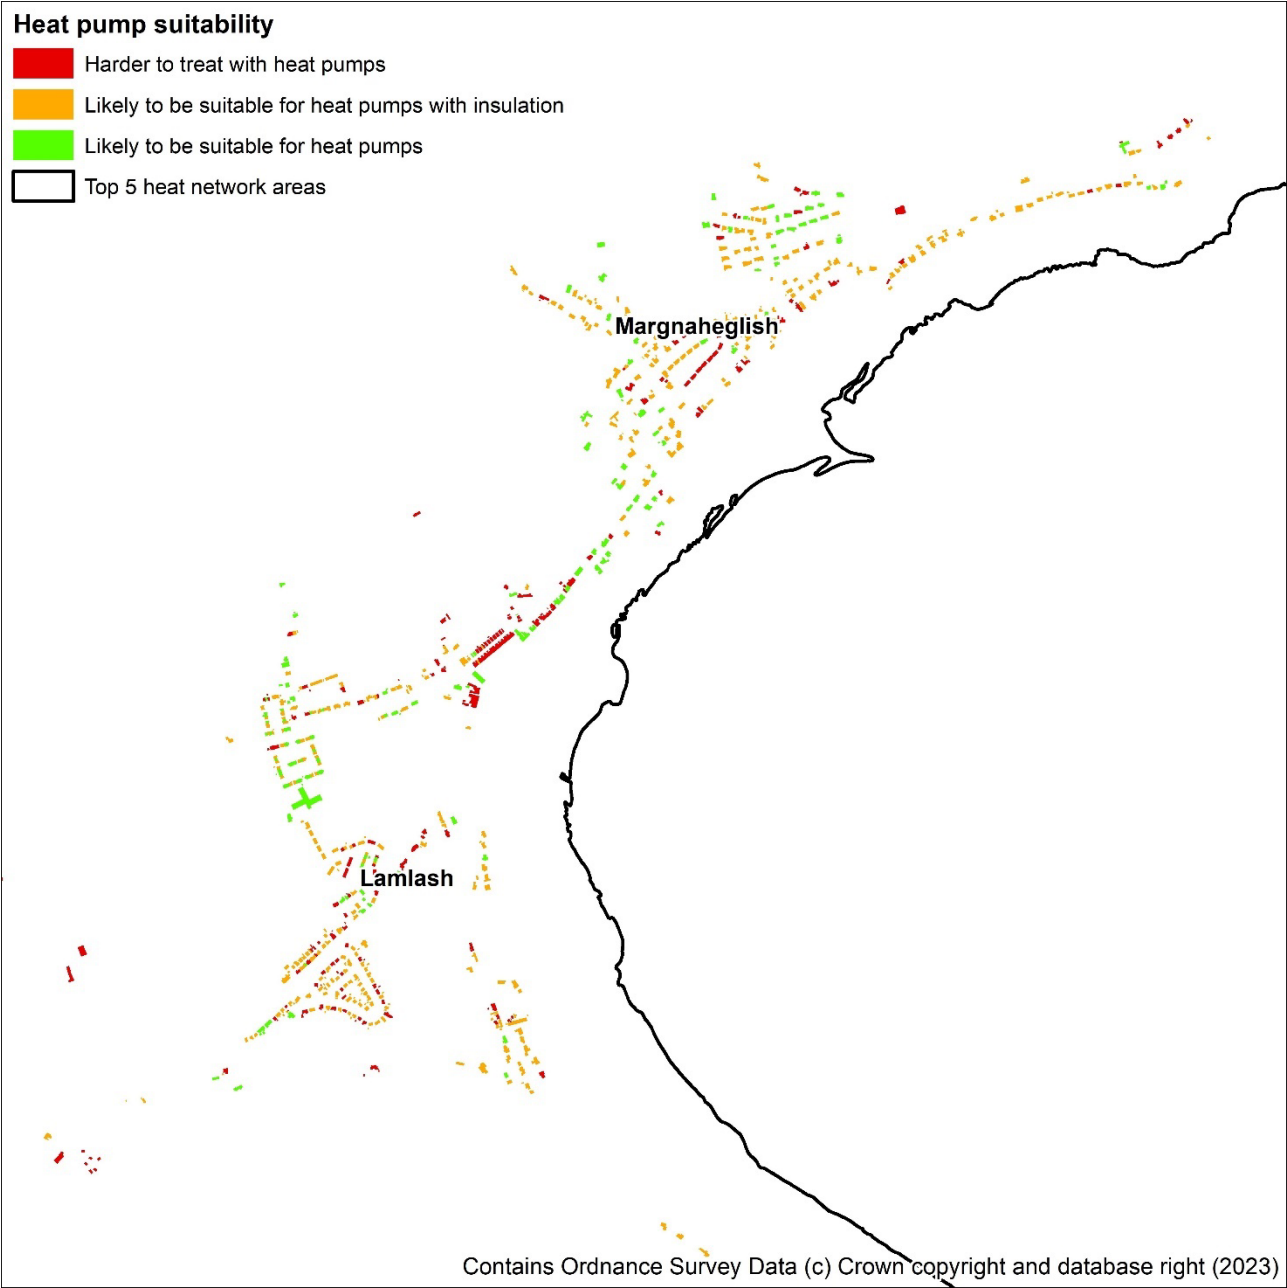 Heat pump suitability
Harder to treat with heat pumps
Likely to be suitable for heat pumps with insulation
Likely to be suitable for heat pumps
Top 5 heat network areas
Margnaheglish
Lamlash
Contains Ordnance Survey Data (c) Crown copyright and database right (2023)